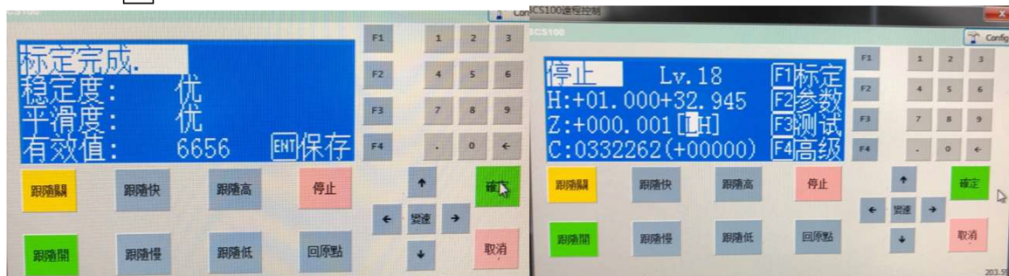 Con
标定完成.
稳定度： 优
平滑度： 优
有效值： 6656 ENT保存
F1 1 2 3
F2 4 5 6
F3 7 8 9
F4 . 0 ←
跟隨關 跟隨快 跟隨高 停止 ↑ 確定
← 變速 →
跟隨開 跟隨慢 跟隨低 回原點 ↓ 取消
BCS100遠程控制 X
BCS100 Config
停止 Lv.18 F1标定
H:+01.000+32.945 F2参数
Z:+000.001[LH] F3测试
C:0332262(+00000) F4高级
F1 1 2 3
F2 4 5 6
F3 7 8 9
F4 . 0 ←
跟隨關 跟隨快 跟隨高 停止 ↑ 確定
← 變速 →
跟隨開 跟隨慢 跟隨低 回原點 ↓ 取消